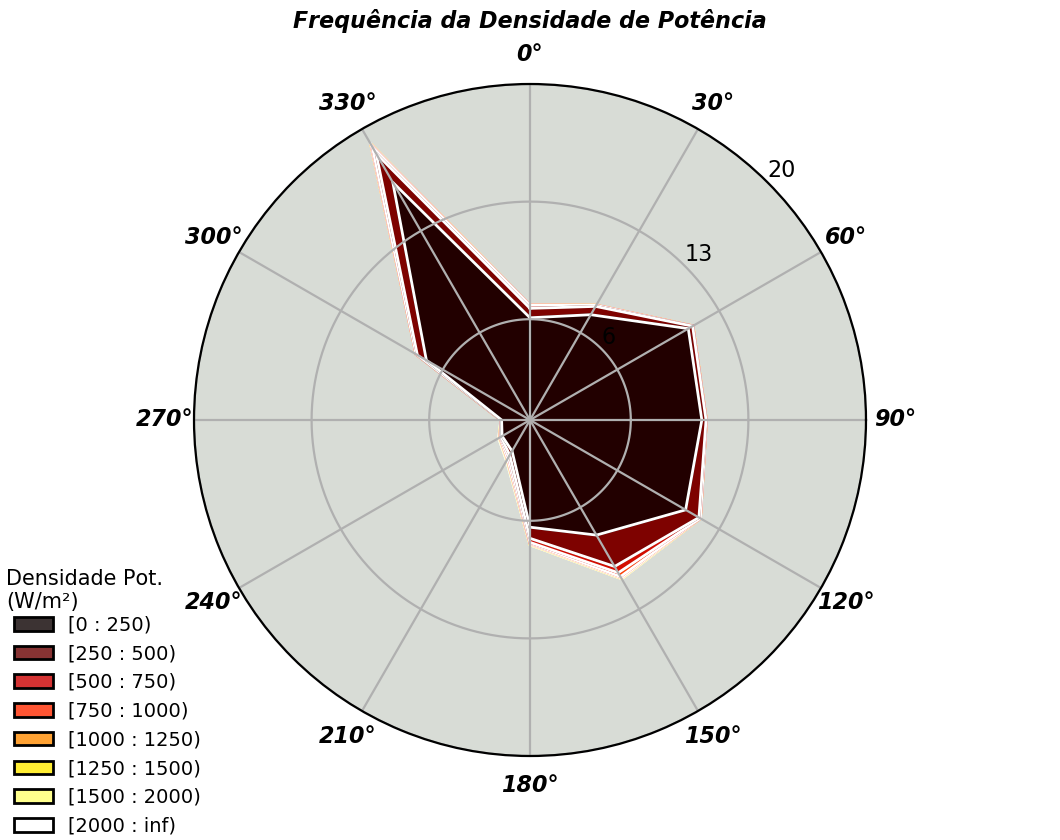 Frequência da Densidade de Potência
0°
330°
30°
20
300°
60°
13
6
270°
90°
240°
120°
210°
150°
180°
Densidade Pot.
(W/m²)
[0 : 250)
[250 : 500)
[500 : 750)
[750 : 1000)
[1000 : 1250)
[1250 : 1500)
[1500 : 2000)
[2000 : inf)